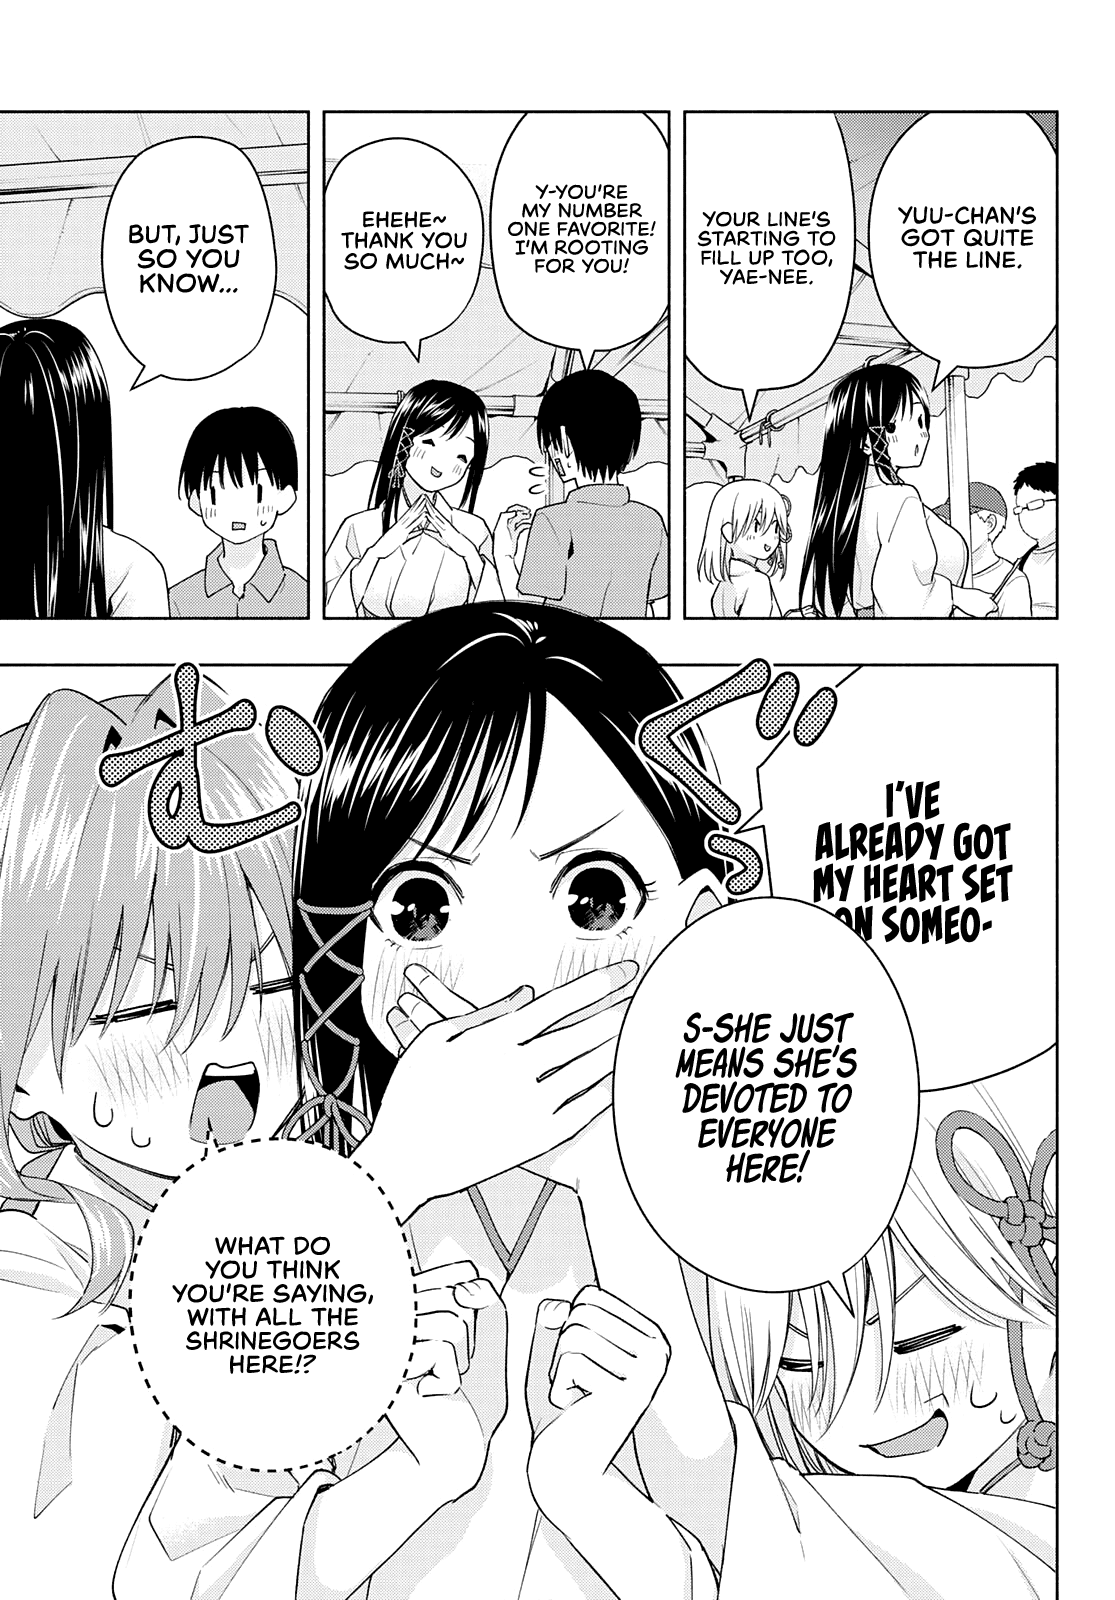 YUU-CHAN'S
GOT QUITE
THE LINE.
YOUR LINE'S
STARTING TO
FILL UP TOO,
YAE-NEE.
Y-YOU'RE
MY NUMBER
ONE FAVORITE!
I'M ROOTING
FOR YOU!
EHEHE~
THANK YOU
SO MUCH~
BUT, JUST
SO YOU
KNOW...
I'VE
ALREADY GOT
MY HEART SET
ON SOMEO-
むぐっ
S-SHE JUST
MEANS SHE'S
DEVOTED TO
EVERYONE
HERE!
WHAT DO
YOU THINK
YOU'RE SAYING,
WITH ALL THE
SHRINEGOERS
HERE!?